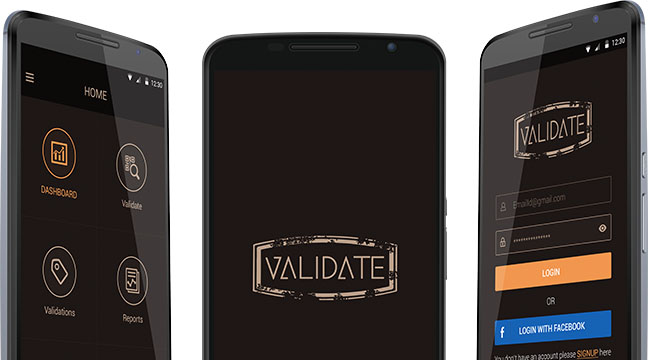 12:30
HOME
DASHBOARD
Validate
Validations
Reports
VALIDATE
12:30
VALIDATE
EmailId@gmail.com
****************
LOGIN
OR
f LOGIN WITH FACEBOOK
You don't have an account please SIGNUP here